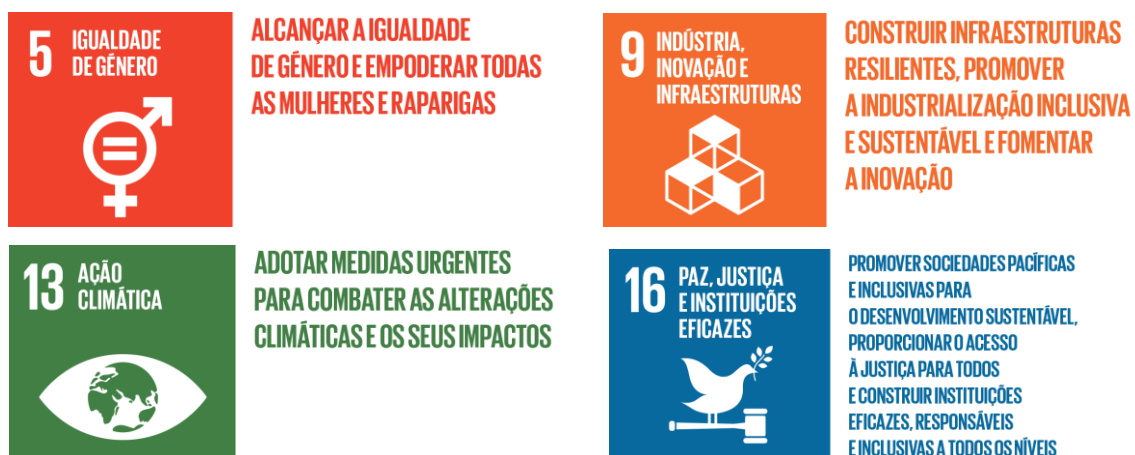 5 IGUALDADE
DE GÉNERO
ALCANÇAR A IGUALDADE
DE GÉNERO E EMPODERAR TODAS
AS MULHERES E RAPARIGAS
9 INDÚSTRIA,
INOVAÇÃO E
INFRAESTRUTURAS
CONSTRUIR INFRAESTRUTURAS
RESILIENTES, PROMOVER
A INDUSTRIALIZAÇÃO INCLUSIVA
E SUSTENTÁVEL E FOMENTAR
A INOVAÇÃO
13 AÇÃO
CLIMÁTICA
ADOTAR MEDIDAS URGENTES
PARA COMBATER AS ALTERAÇÕES
CLIMÁTICAS E OS SEUS IMPACTOS
16 PAZ, JUSTIÇA
E INSTITUIÇÕES
EFICAZES
PROMOVER SOCIEDADES PACÍFICAS
E INCLUSIVAS PARA
O DESENVOLVIMENTO SUSTENTÁVEL,
PROPORCIONAR O ACESSO
À JUSTIÇA PARA TODOS
E CONSTRUIR INSTITUIÇÕES
EFICAZES, RESPONSÁVEIS
E INCLUSIVAS A TODOS OS NÍVEIS